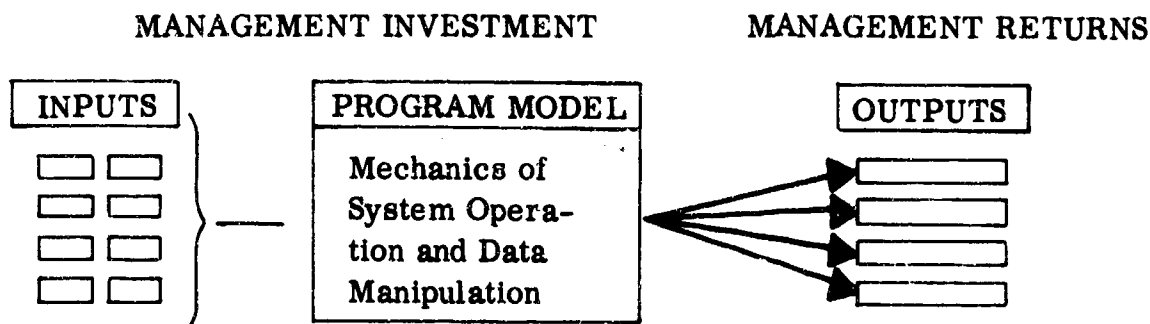 MANAGEMENT INVESTMENT
MANAGEMENT RETURNS
INPUTS
PROGRAM MODEL
Mechanics of
System Opera-
tion and Data
Manipulation
OUTPUTS